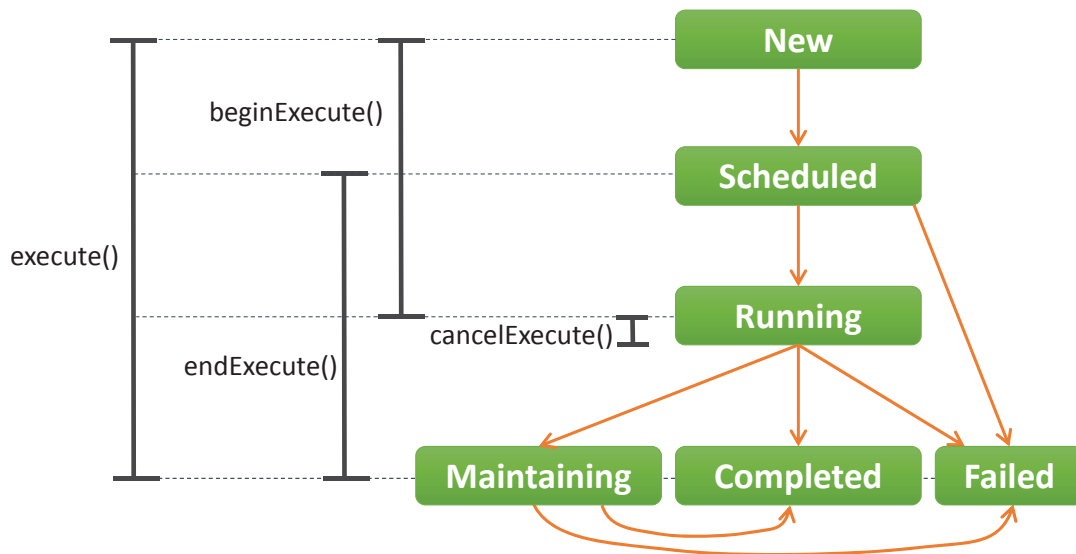 New
beginExecute()
Scheduled
execute()
Running
cancelExecute()
endExecute()
Maintaining
Completed
Failed